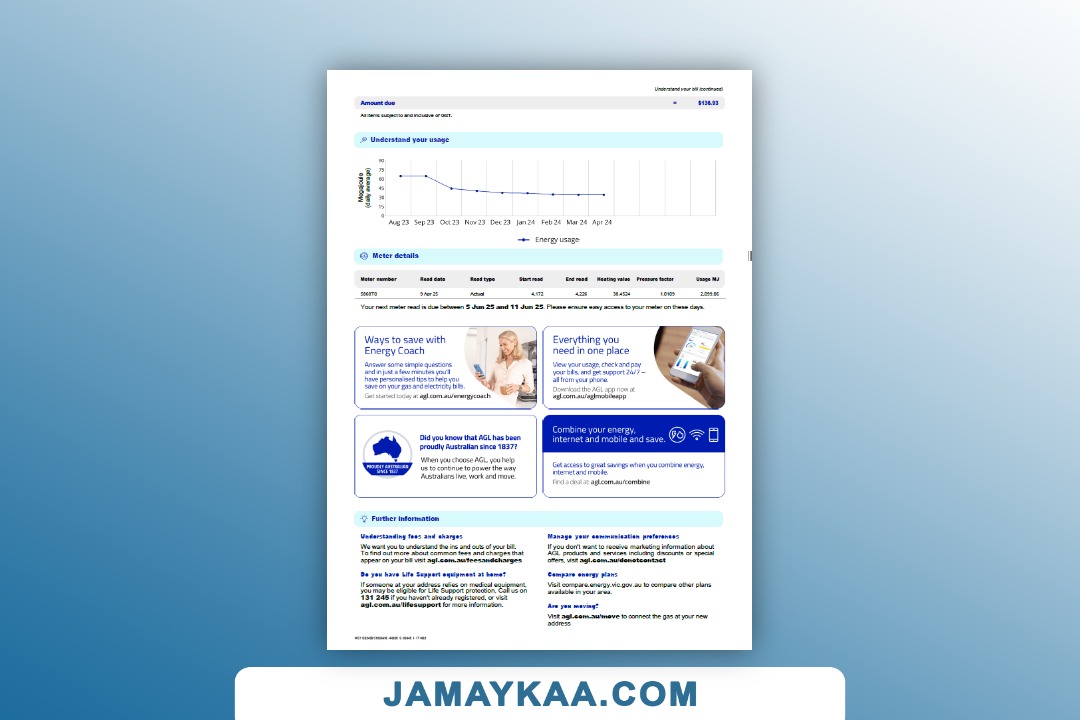 Understand your bill (continued)
Amount due = $136.93
All items subject to and inclusive of GST.
Understand your usage
Megajoule
(daily average)
90
75
60
45
30
15
0
Aug 23 Sep 23 Oct 23 Nov 23 Dec 23 Jan 24 Feb 24 Mar 24 Apr 24
Energy usage
Meter details
Meter number Read date Read type Start read End read Heating value Pressure factor Usage MJ
9 Apr 25 Actual 4,172 4,226 38.4524 1.0109
Your next meter read is due between 5 Jun 25 and 11 Jun 25. Please ensure easy access to your meter on these days.
Ways to save with
Energy Coach
Answer some simple questions
and in just a few minutes you'll
have personalised tips to help you
save on your gas and electricity bills.
Get started today at agl.com.au/energycoach
Everything you
need in one place
View your usage, check and pay
your bills, and get support 24/7 –
all from your phone.
Download the AGL app now at
agl.com.au/aglmobileapp
PROUDLY AUSTRALIAN
SINCE 1837
Did you know that AGL has been
proudly Australian since 1837?
When you choose AGL, you help
us to continue to power the way
Australians live, work and move.
Combine your energy,
internet and mobile and save.
Get access to great savings when you combine energy,
internet and mobile.
Find a deal at agl.com.au/combine
Further information
Understanding fees and charges
We want you to understand the ins and outs of your bill.
To find out more about common fees and charges that
appear on your bill visit agl.com.au/feesandcharges
Do you have Life Support equipment at home?
If someone at your address relies on medical equipment,
you may be eligible for Life Support protection. Call us on
131 245 if you haven't already registered, or visit
agl.com.au/lifesupport for more information.
Manage your communication preferences
If you don't want to receive marketing information about
AGL products and services including discounts or special
offers, visit agl.com.au/donotcontact
Compare energy plans
Visit compare.energy.vic.gov.au to compare other plans
available in your area.
Are you moving?
Visit agl.com.au/move to connect the gas at your new
address
JAMAYKAA.COM